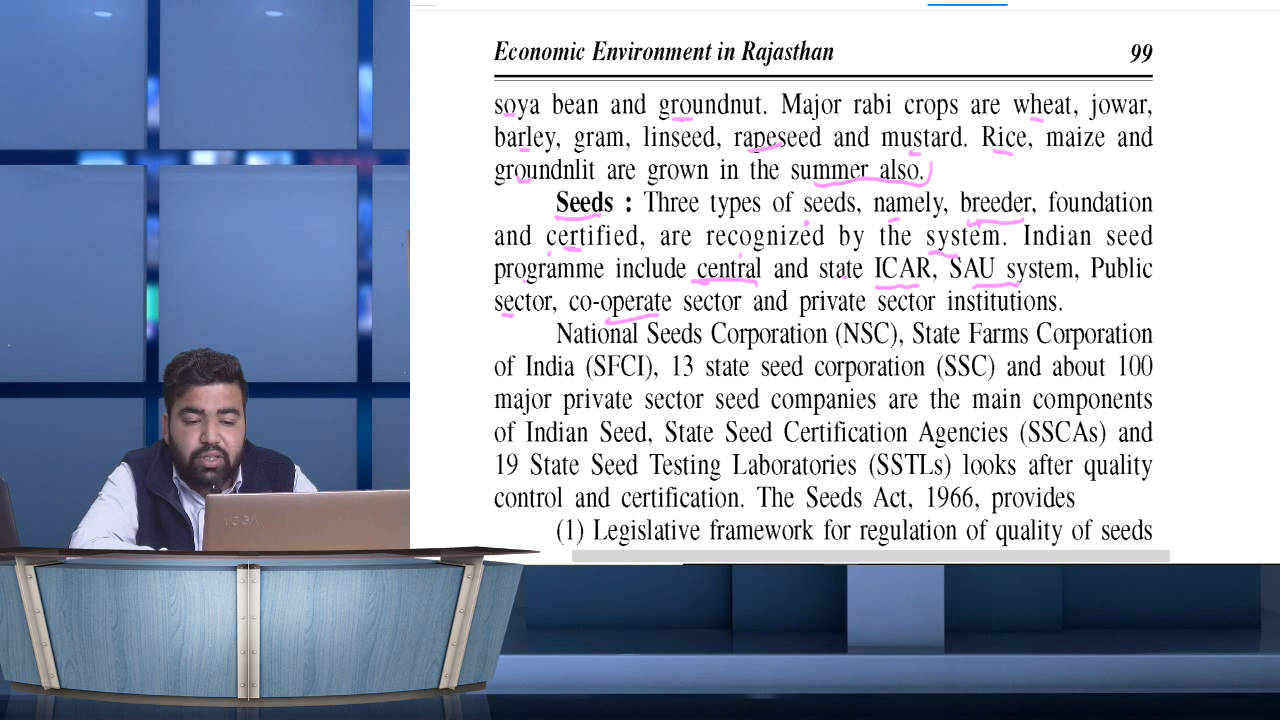 Economic Environment in Rajasthan 99
soya bean and groundnut. Major rabi crops are wheat, jowar,
barley, gram, linseed, rapeseed and mustard. Rice, maize and
groundnlit are grown in the summer also.
Seeds : Three types of seeds, namely, breeder, foundation
and certified, are recognized by the system. Indian seed
programme include central and state ICAR, SAU system, Public
sector, co-operate sector and private sector institutions.
National Seeds Corporation (NSC), State Farms Corporation
of India (SFCI), 13 state seed corporation (SSC) and about 100
major private sector seed companies are the main components
of Indian Seed, State Seed Certification Agencies (SSCAs) and
19 State Seed Testing Laboratories (SSTLs) looks after quality
control and certification. The Seeds Act, 1966, provides
(1) Legislative framework for regulation of quality of seeds
YOGA